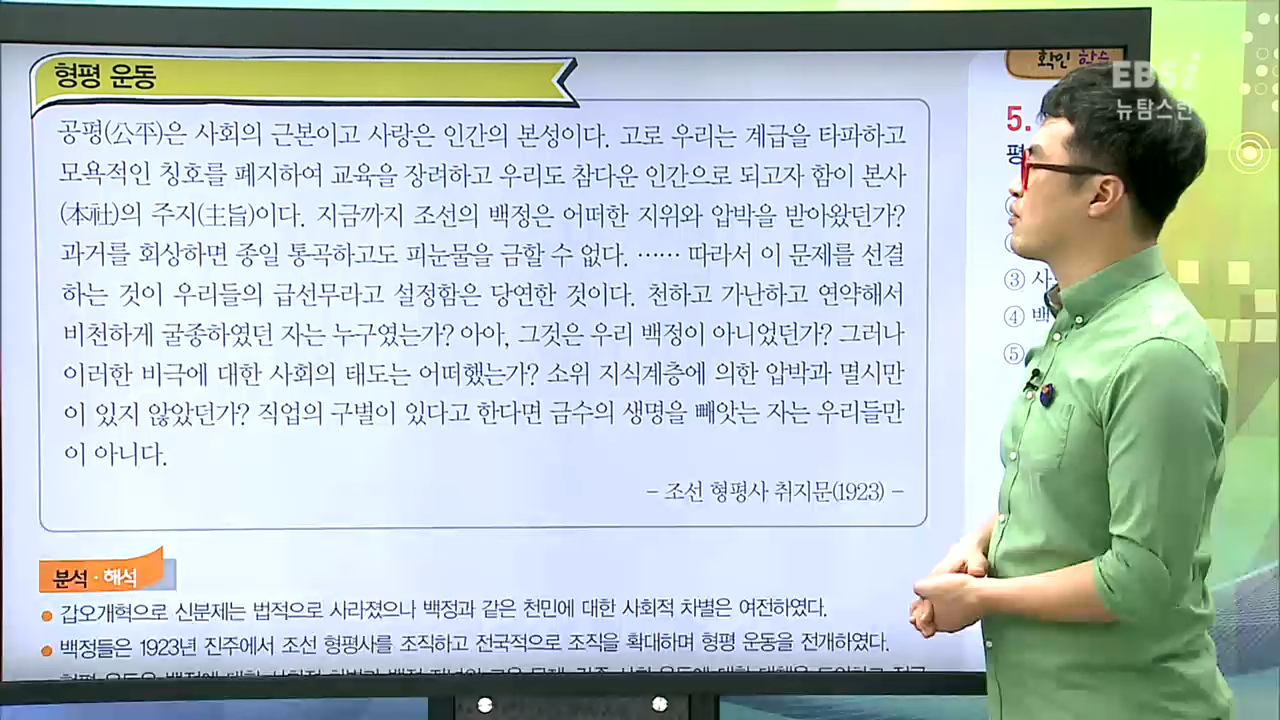 형평 운동
공평(公平)은 사회의 근본이고 사랑은 인간의 본성이다. 고로 우리는 계급을 타파하고
모욕적인 칭호를 폐지하여 교육을 장려하고 우리도 참다운 인간으로 되고자 함이 본사
(本社)의 주지(主旨)이다. 지금까지 조선의 백정은 어떠한 지위와 압박을 받아왔던가?
과거를 회상하면 종일 통곡하고도 피눈물을 금할 수 없다. …… 따라서 이 문제를 선결
하는 것이 우리들의 급선무라고 설정함은 당연한 것이다. 천하고 가난하고 연약해서
비천하게 굴종하였던 자는 누구였는가? 아아, 그것은 우리 백정이 아니었던가? 그러나
이러한 비극에 대한 사회의 태도는 어떠했는가? 소위 지식계층에 의한 압박과 멸시만
이 있지 않았던가? 직업의 구별이 있다고 한다면 금수의 생명을 빼앗는 자는 우리들만
이 아니다.
– 조선 형평사 취지문(1923) –
분석·해석
갑오개혁으로 신분제는 법적으로 사라졌으나 백정과 같은 천민에 대한 사회적 차별은 여전하였다.
백정들은 1923년 진주에서 조선 형평사를 조직하고 전국적으로 조직을 확대하며 형평 운동을 전개하였다.
확인
EBSi
뉴탐스런
5.
평
③ 사
④ 백
⑤